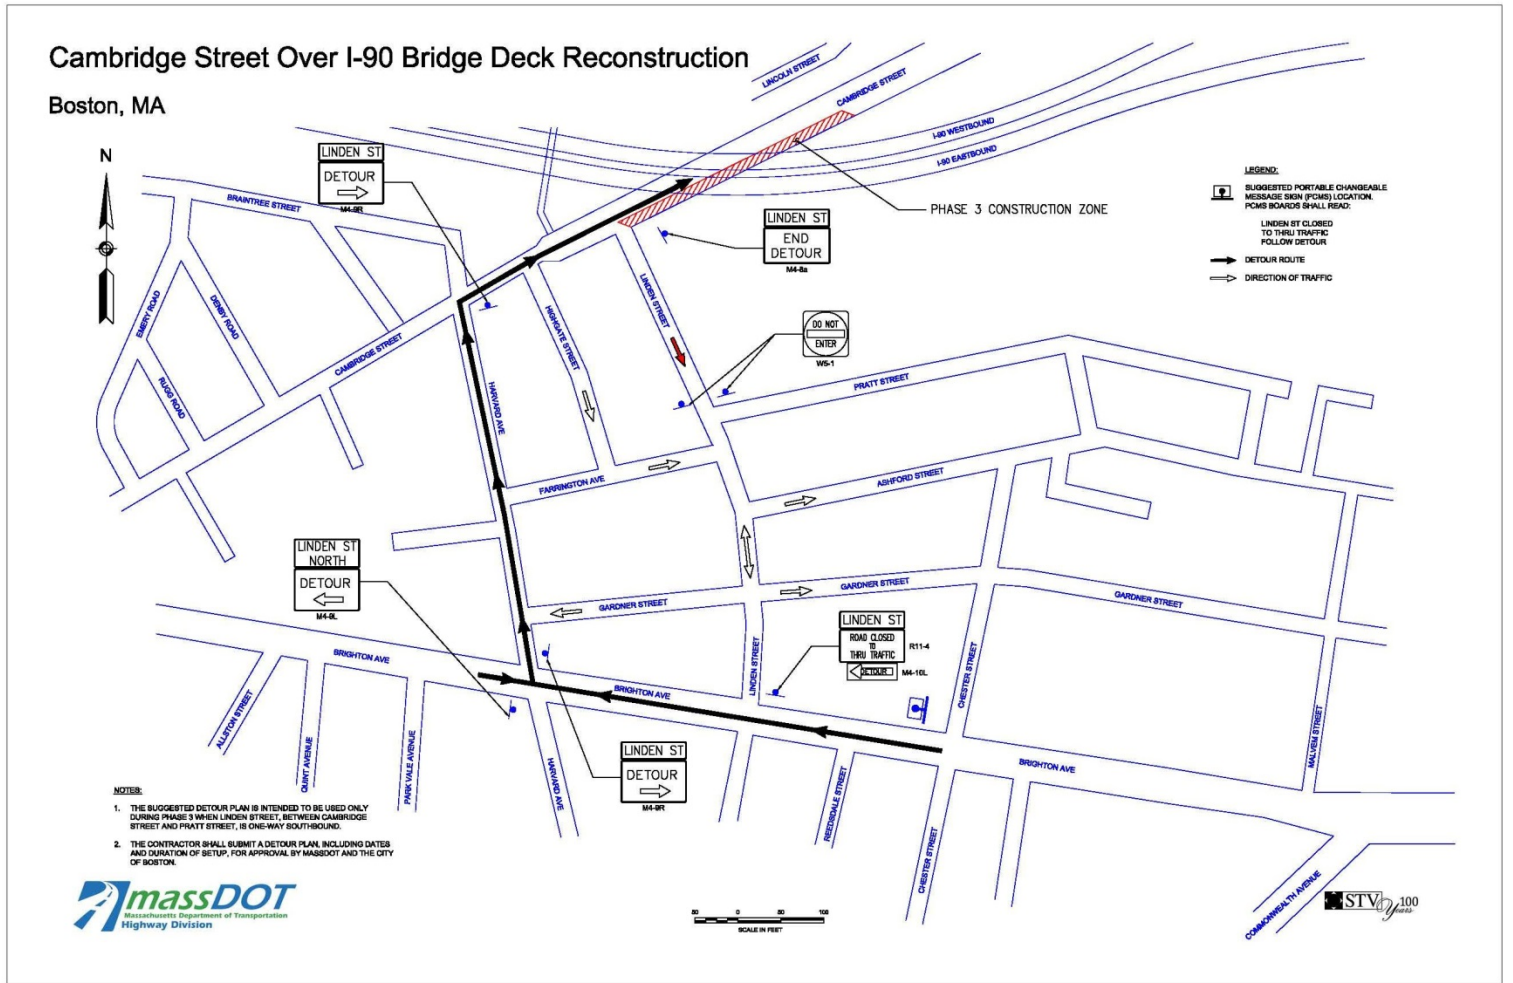 Cambridge Street Over I-90 Bridge Deck Reconstruction
Boston, MA
N
LINCOLN STREET
CAMBRIDGE STREET
I-90 WESTBOUND
I-90 EASTBOUND
LINDEN ST
DETOUR
M4-9R
BRAINTREE STREET
PHASE 3 CONSTRUCTION ZONE
LEGEND:
SUGGESTED PORTABLE CHANGEABLE
MESSAGE SIGN (PCMS) LOCATION.
PCMS BOARDS SHALL READ:
LINDEN ST CLOSED
TO THRU TRAFFIC
FOLLOW DETOUR
DETOUR ROUTE
DIRECTION OF TRAFFIC
LINDEN ST
END
DETOUR
M4-8a
EMERY ROAD
DENBY ROAD
RUGG ROAD
CAMBRIDGE STREET
HIGHGATE STREET
LINDEN STREET
DO NOT
ENTER
W5-1
HARVARD AVE
PRATT STREET
FARRINGTON AVE
ASHFORD STREET
LINDEN ST
NORTH
DETOUR
M4-9L
GARDNER STREET
GARDNER STREET
GARDNER STREET
LINDEN ST
ROAD CLOSED
TO
THRU TRAFFIC
R11-4
DETOUR
M4-10L
BRIGHTON AVE
BRIGHTON AVE
BRIGHTON AVE
LINDEN STREET
CHESTER STREET
MALVEM STREET
ALLSTON STREET
QUINT AVENUE
PARK VALE AVENUE
HARVARD AVE
LINDEN ST
DETOUR
M4-9R
REEDSDALE STREET
CHESTER STREET
COMMONWEALTH AVENUE
NOTES:
1. THE SUGGESTED DETOUR PLAN IS INTENDED TO BE USED ONLY
DURING PHASE 3 WHEN LINDEN STREET, BETWEEN CAMBRIDGE
STREET AND PRATT STREET, IS ONE-WAY SOUTHBOUND.
2. THE CONTRACTOR SHALL SUBMIT A DETOUR PLAN, INCLUDING DATES
AND DURATION OF SETUP, FOR APPROVAL BY MASSDOT AND THE CITY
OF BOSTON.
massDOT
Massachusetts Department of Transportation
Highway Division
50 0 50 100
SCALE IN FEET
STV 100
Years